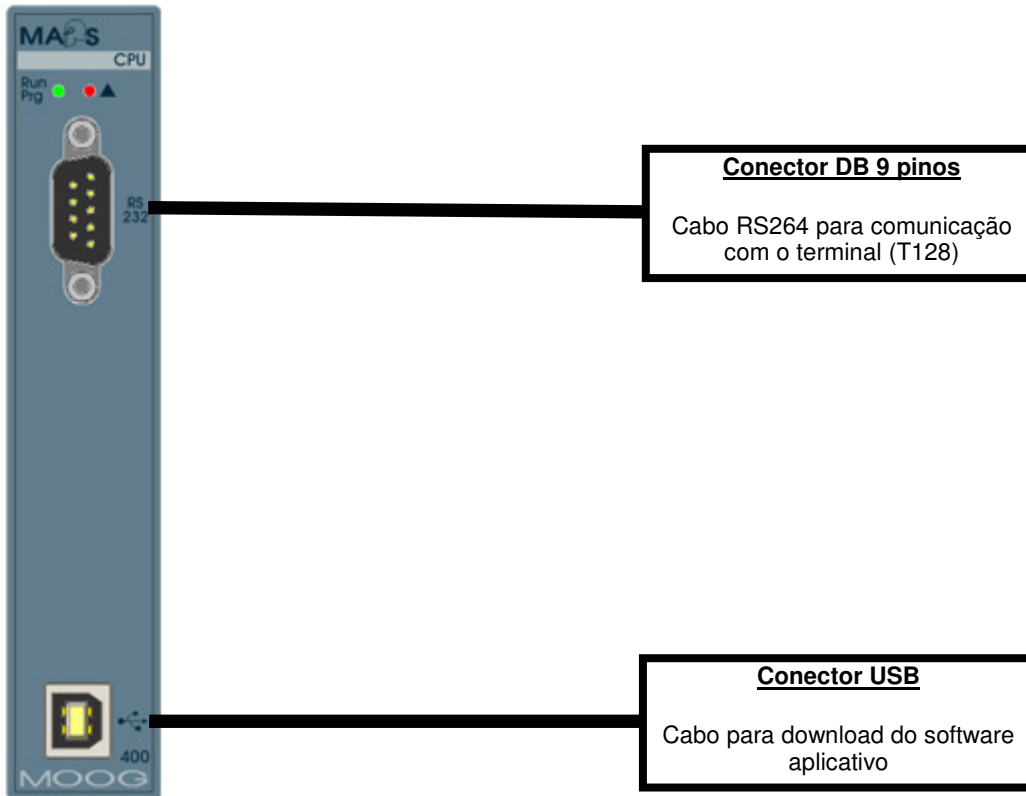 CPU
Run
Prg
RS
232
Conector DB 9 pinos
Cabo RS264 para comunicação
com o terminal (T128)
Conector USB
Cabo para download do software
aplicativo
400
MOOG